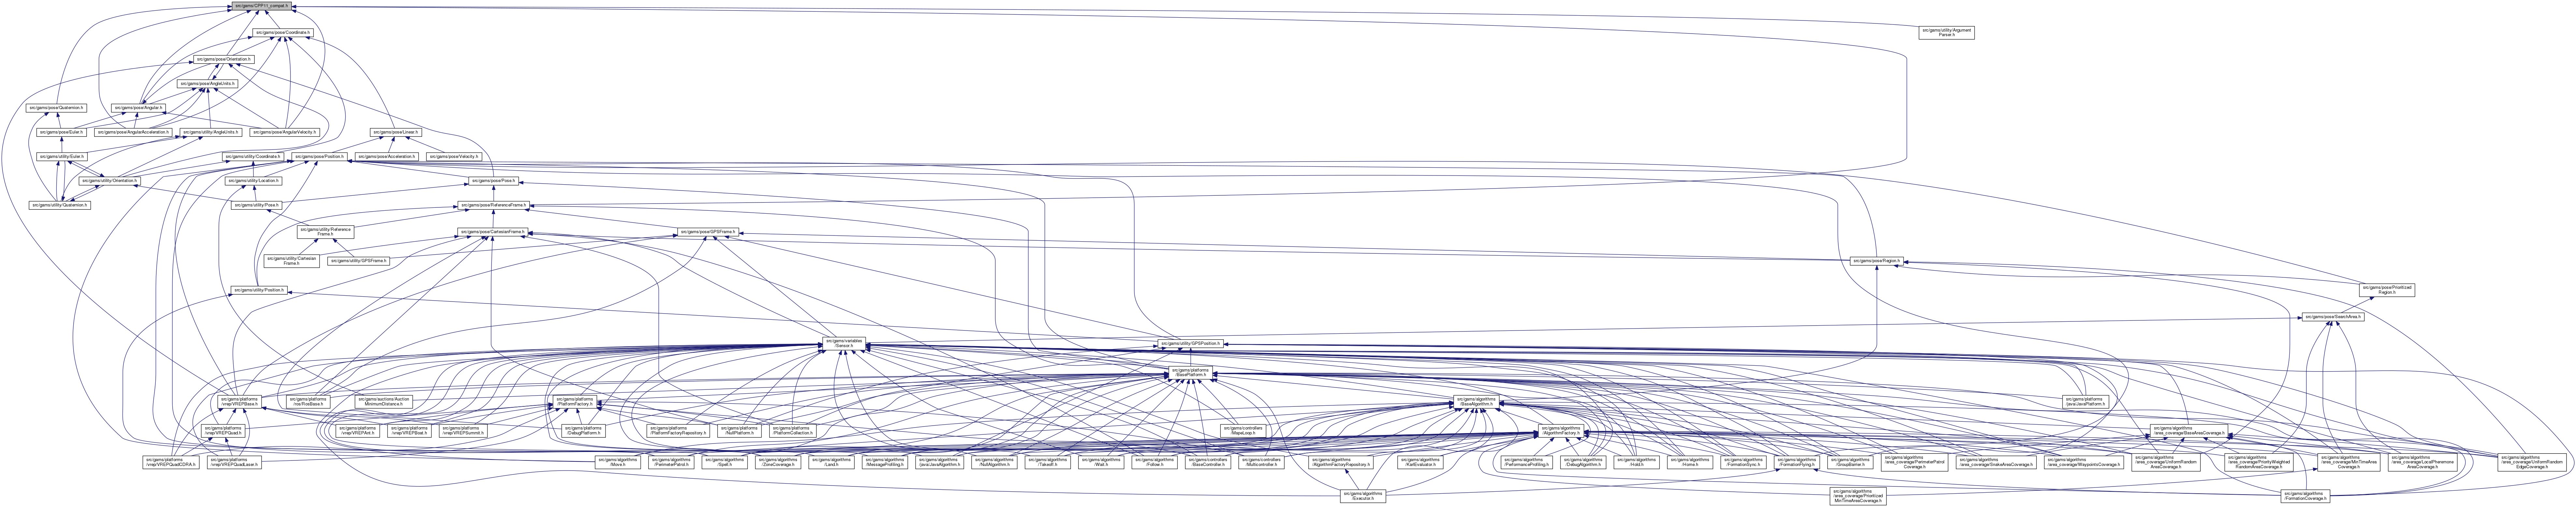 src/gams/CPP11_compat.h
src/gams/utility/Argument
Parser.h
src/gams/pose/Coordinate.h
src/gams/pose/Orientation.h
src/gams/pose/AngleUnits.h
src/gams/pose/Quaternion.h
src/gams/pose/Angular.h
src/gams/pose/Euler.h
src/gams/pose/AngularAcceleration.h
src/gams/utility/AngleUnits.h
src/gams/pose/AngularVelocity.h
src/gams/pose/Linear.h
src/gams/utility/Euler.h
src/gams/utility/Coordinate.h
src/gams/pose/Position.h
src/gams/pose/Acceleration.h
src/gams/pose/Velocity.h
src/gams/utility/Orientation.h
src/gams/utility/Location.h
src/gams/pose/Pose.h
src/gams/utility/Quaternion.h
src/gams/utility/Pose.h
src/gams/pose/ReferenceFrame.h
src/gams/utility/Reference
Frame.h
src/gams/pose/CartesianFrame.h
src/gams/pose/GPSFrame.h
src/gams/utility/Cartesian
Frame.h
src/gams/utility/GPSFrame.h
src/gams/pose/Region.h
src/gams/utility/Position.h
src/gams/pose/Prioritized
Region.h
src/gams/pose/SearchArea.h
src/gams/variables
/Sensor.h
src/gams/utility/GPSPosition.h
src/gams/platforms
/BasePlatform.h
src/gams/platforms
/vrep/VREPBase.h
src/gams/platforms
/ros/RosBase.h
src/gams/auctions/Auction
MinimumDistance.h
src/gams/platforms
/PlatformFactory.h
src/gams/algorithms
/BaseAlgorithm.h
src/gams/platforms
/java/JavaPlatform.h
src/gams/platforms
/vrep/VREPQuad.h
src/gams/platforms
/vrep/VREPAnt.h
src/gams/platforms
/vrep/VREPBoat.h
src/gams/platforms
/vrep/VREPSummit.h
src/gams/platforms
/DebugPlatform.h
src/gams/platforms
/PlatformFactoryRepository.h
src/gams/platforms
/NullPlatform.h
src/gams/platforms
/PlatformCollection.h
src/gams/controllers
/MapeLoop.h
src/gams/algorithms
/AlgorithmFactory.h
src/gams/algorithms
/area_coverage/BaseAreaCoverage.h
src/gams/platforms
/vrep/VREPQuadCDRA.h
src/gams/platforms
/vrep/VREPQuadLaser.h
src/gams/algorithms
/Move.h
src/gams/algorithms
/PerimeterPatrol.h
src/gams/algorithms
/Spell.h
src/gams/algorithms
/ZoneCoverage.h
src/gams/algorithms
/Land.h
src/gams/algorithms
/MessageProfiling.h
src/gams/algorithms
/java/JavaAlgorithm.h
src/gams/algorithms
/NullAlgorithm.h
src/gams/algorithms
/Takeoff.h
src/gams/algorithms
/Wait.h
src/gams/algorithms
/Follow.h
src/gams/controllers
/BaseController.h
src/gams/controllers
/Multicontroller.h
src/gams/algorithms
/AlgorithmFactoryRepository.h
src/gams/algorithms
/KarlEvaluator.h
src/gams/algorithms
/PerformanceProfiling.h
src/gams/algorithms
/DebugAlgorithm.h
src/gams/algorithms
/Hold.h
src/gams/algorithms
/Home.h
src/gams/algorithms
/FormationSync.h
src/gams/algorithms
/FormationFlying.h
src/gams/algorithms
/GroupBarrier.h
src/gams/algorithms
/area_coverage/PerimeterPatrol
Coverage.h
src/gams/algorithms
/area_coverage/SnakeAreaCoverage.h
src/gams/algorithms
/area_coverage/WaypointsCoverage.h
src/gams/algorithms
/area_coverage/UniformRandom
AreaCoverage.h
src/gams/algorithms
/area_coverage/PriorityWeighted
RandomAreaCoverage.h
src/gams/algorithms
/area_coverage/MinTimeArea
Coverage.h
src/gams/algorithms
/area_coverage/LocalPheremone
AreaCoverage.h
src/gams/algorithms
/area_coverage/UniformRandom
EdgeCoverage.h
src/gams/algorithms
/Executor.h
src/gams/algorithms
/area_coverage/Prioritized
MinTimeAreaCoverage.h
src/gams/algorithms
/FormationCoverage.h